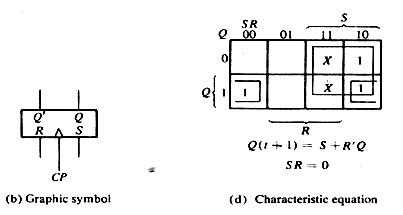 Q' Q
R S
CP
(b) Graphic symbol
SR
S
Q 00 01 11 10
0 X 1
Q 1 1 X 1
R
Q(t + 1) = S + R'Q
SR = 0
(d) Characteristic equation